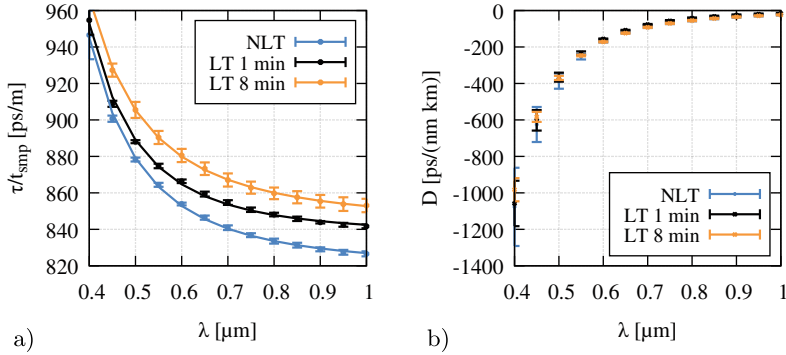 960
940
920
900
880
860
840
820
τ/t_smp [ps/m]
0.4 0.5 0.6 0.7 0.8 0.9 1
λ [µm]
NLT
LT 1 min
LT 8 min
a)
0
-200
-400
-600
-800
-1000
-1200
-1400
D [ps/(nm km)]
0.4 0.5 0.6 0.7 0.8 0.9 1
λ [µm]
NLT
LT 1 min
LT 8 min
b)